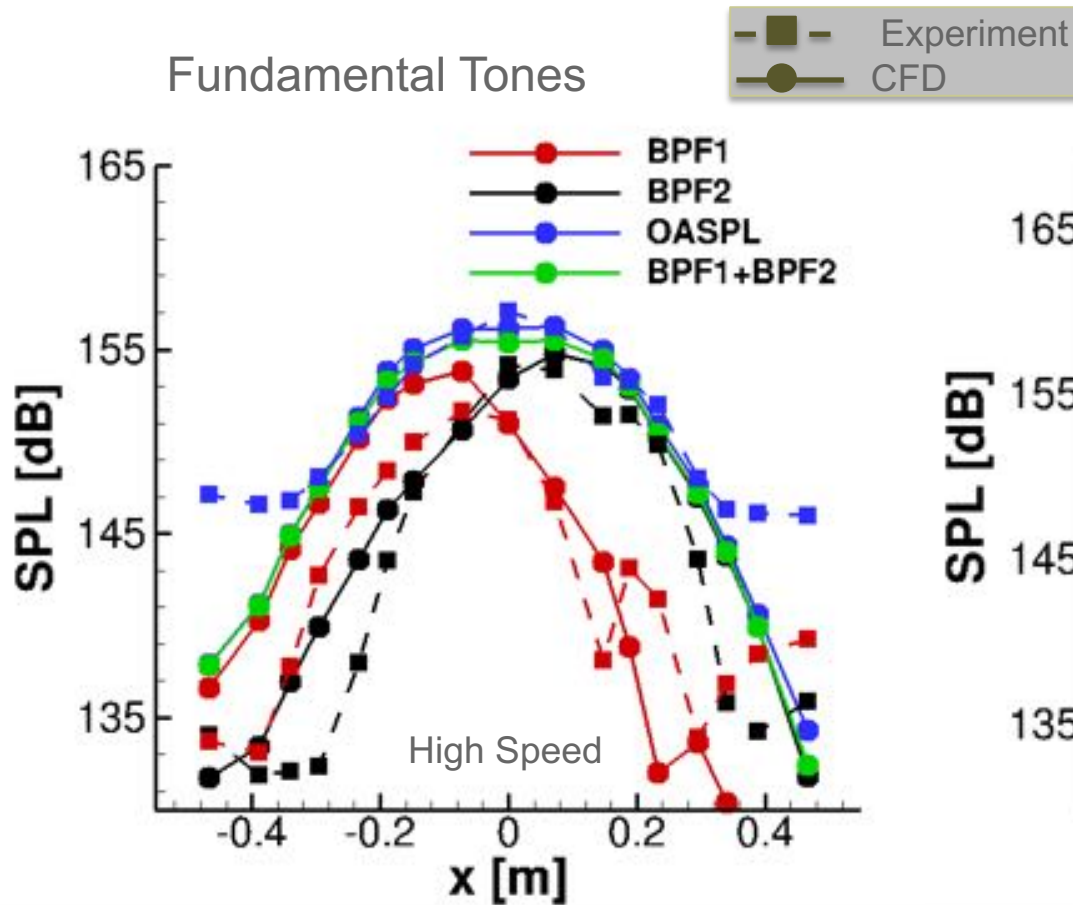 Experiment
Fundamental Tones
CFD
BPF1
BPF2
OASPL
BPF1+BPF2
165
155
145
135
SPL [dB]
High Speed
-0.4
-0.2
0
0.2
0.4
x [m]
165
155
145
135
SPL [dB]